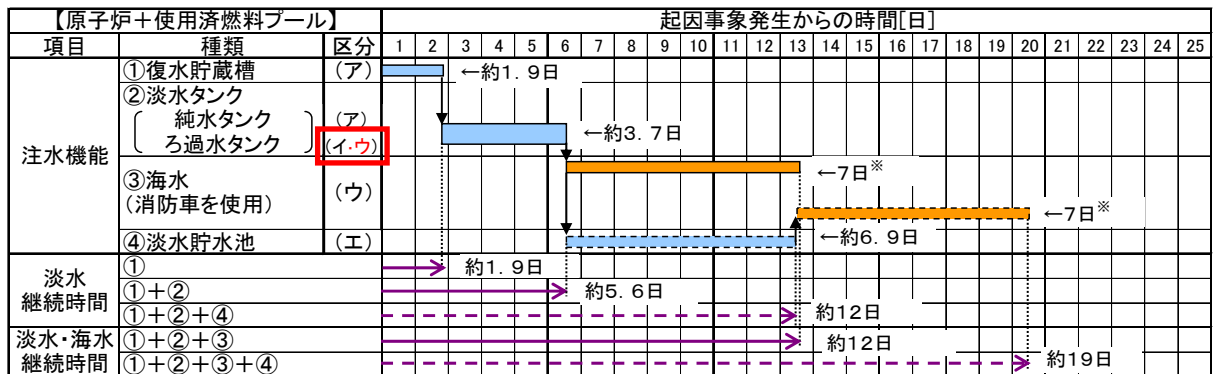 【原子炉＋使用済燃料プール】 起因事象発生からの時間[日]
項目 種類 区分 1 2 3 4 5 6 7 8 9 10 11 12 13 14 15 16 17 18 19 20 21 22 23 24 25
注水機能
①復水貯蔵槽 （ア） ←約1．9日
②淡水タンク
純水タンク （ア）
ろ過水タンク （イ・ウ） ←約3．7日
③海水
（消防車を使用） （ウ） ←7日※
←7日※
④淡水貯水池 （エ） ←約6．9日
淡水
継続時間
① 約1．9日
①＋② 約5．6日
①＋②＋④ 約12日
淡水・海水
継続時間
①＋②＋③ 約12日
①＋②＋③＋④ 約19日